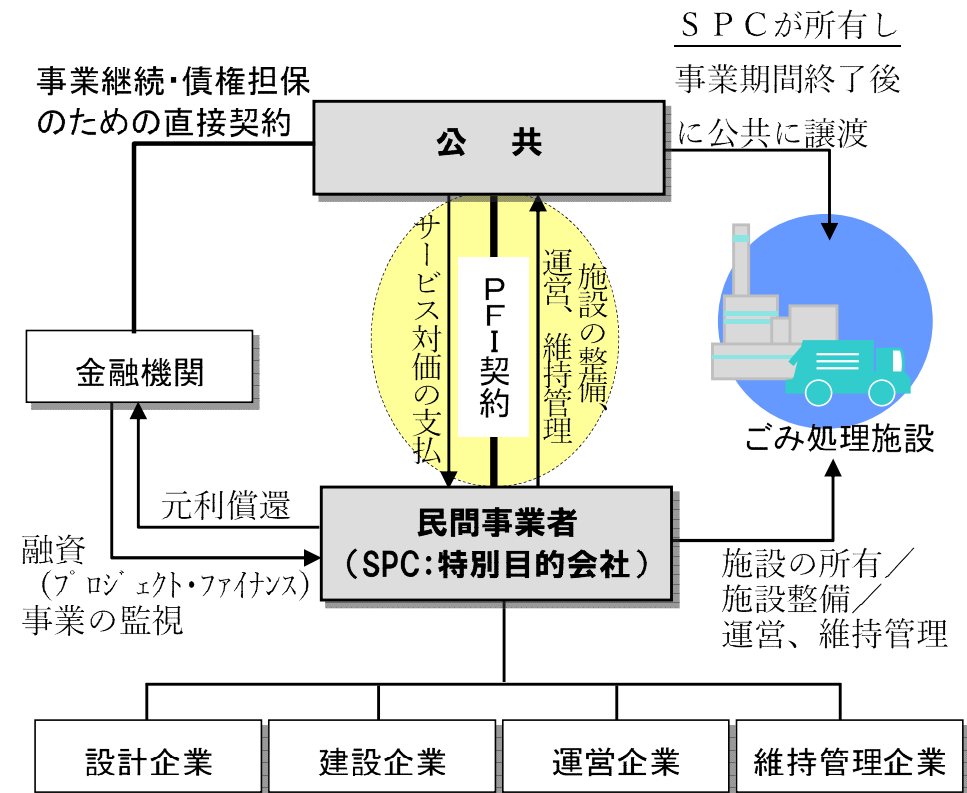 ＳＰＣが所有し
事業期間終了後
に公共に譲渡
事業継続・債権担保
のための直接契約
公　共
サービス対価の支払
ＰＦＩ契約
施設の整備、
運営、維持管理
金融機関
ごみ処理施設
元利償還
融資
（ﾌﾟﾛｼﾞｪｸﾄ・ﾌｧｲﾅﾝｽ）
事業の監視
民間事業者
（SPC：特別目的会社）
施設の所有／
施設整備／
運営、維持管理
設計企業
建設企業
運営企業
維持管理企業